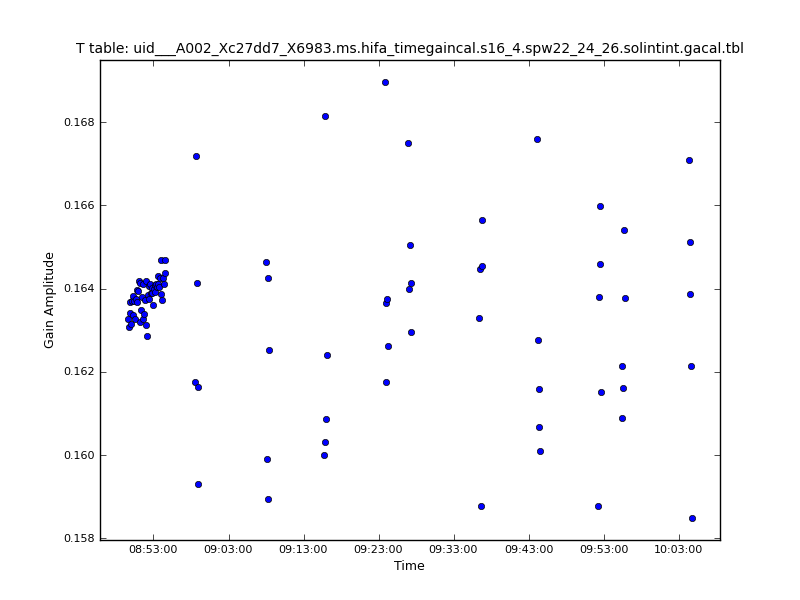 T table: uid___A002_Xc27dd7_X6983.ms.hifa_timegaincal.s16_4.spw22_24_26.solintint.gacal.tbl
0.168
0.166
0.164
0.162
0.160
0.158
Gain Amplitude
08:53:00 09:03:00 09:13:00 09:23:00 09:33:00 09:43:00 09:53:00 10:03:00
Time